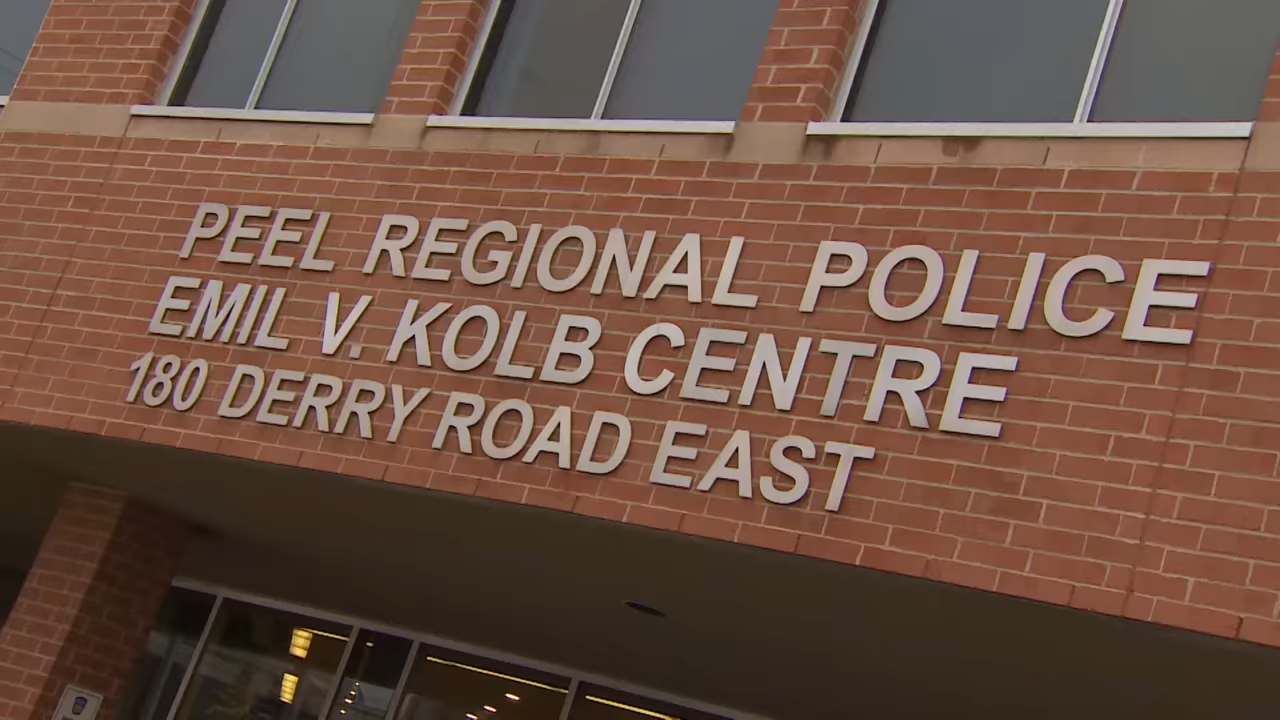 PEEL REGIONAL POLICE
EMIL V. KOLB CENTRE
180 DERRY ROAD EAST